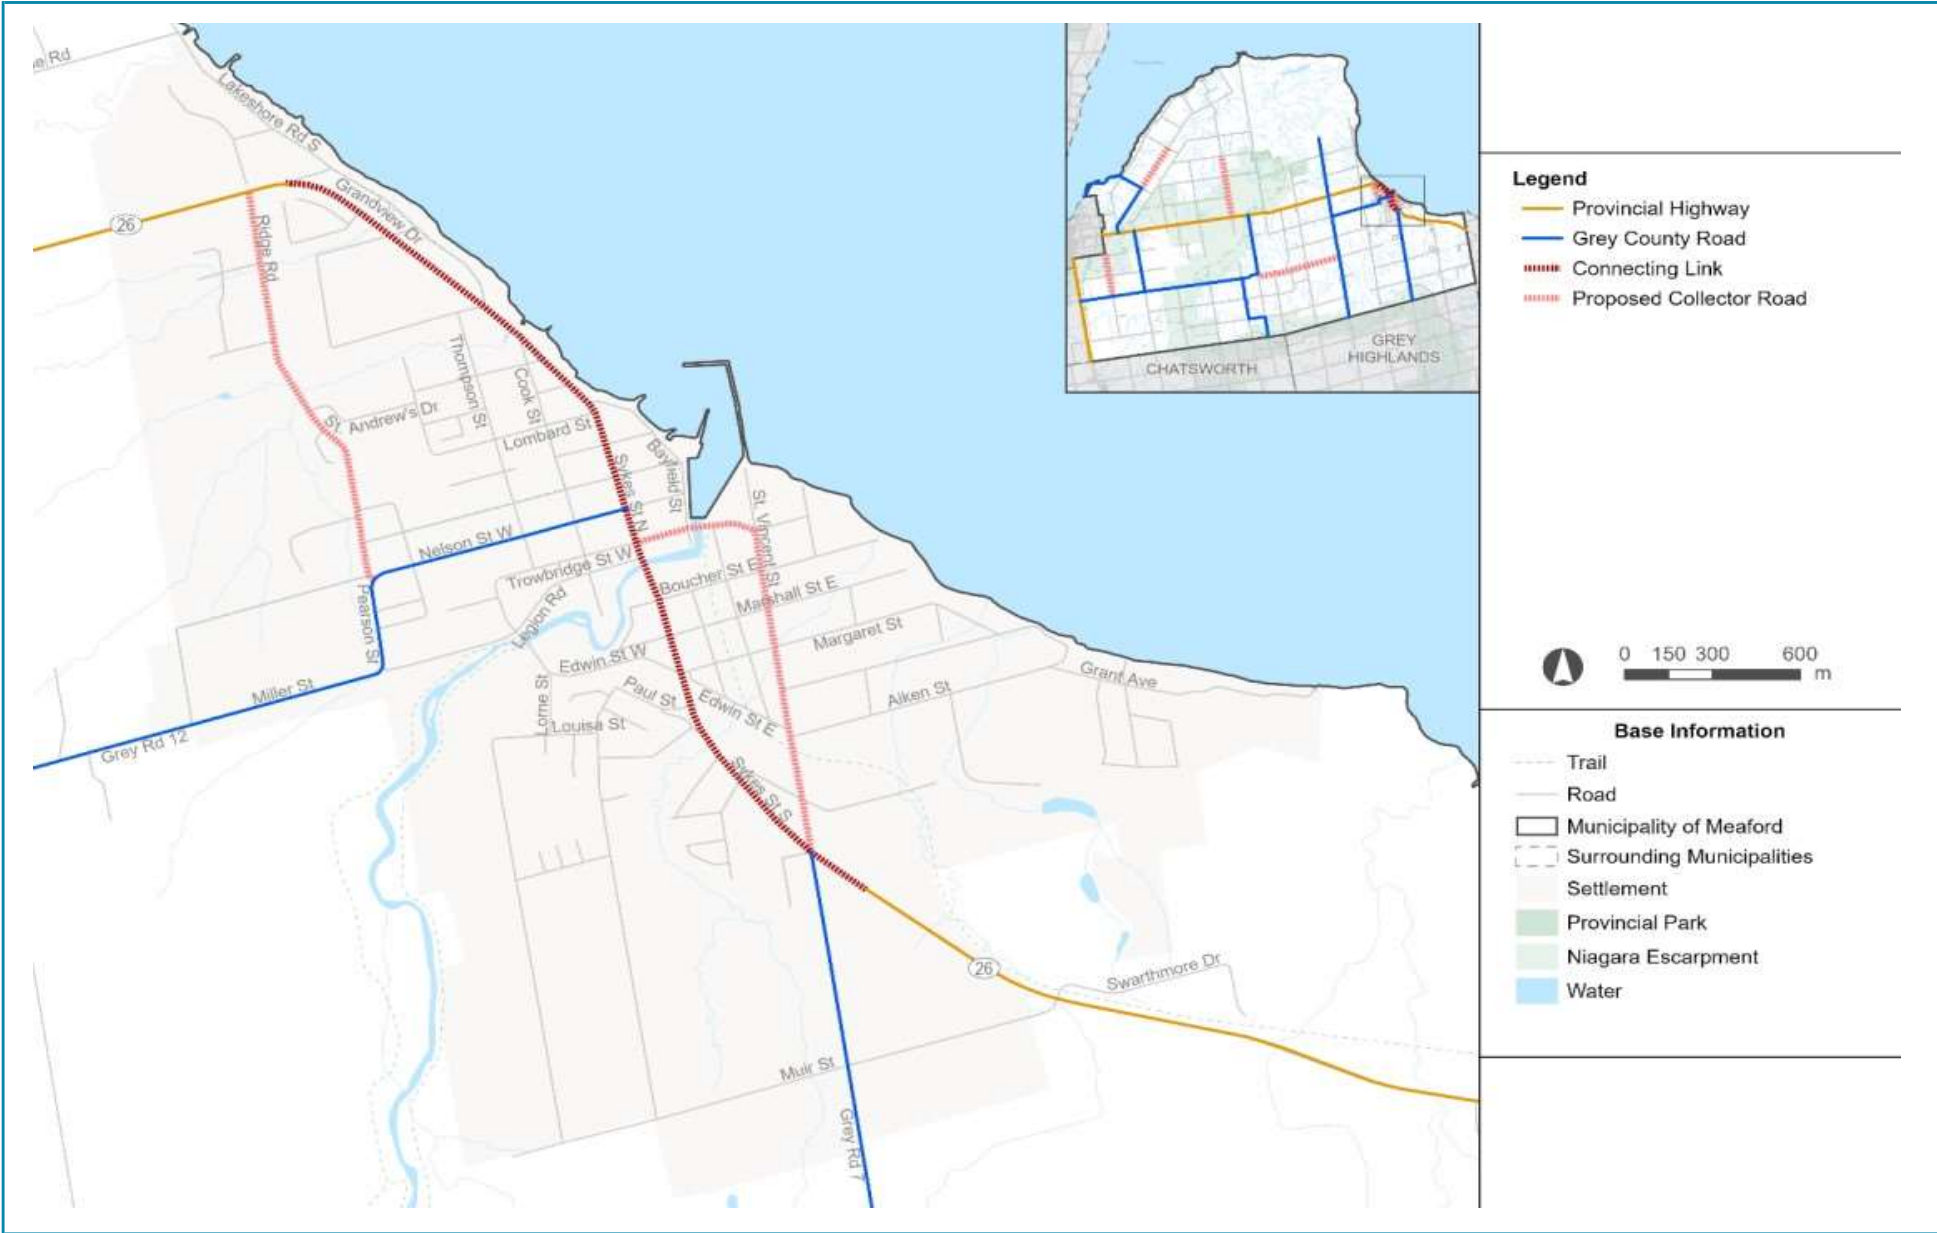 Rd
Lakeshore Rd S
Grandview Dr
26
Ridge Rd
Thompson St
Cook St
St. Andrew's Dr
Lombard St
Bayfield St
Sykes St N
St. Vincent St
Nelson St W
Trowbridge St W
Boucher St E
Marshall St E
Pearson St
Legion Rd
Margaret St
Edwin St W
Grant Ave
Miller St
Lorne St
Paul St
Edwin St E
Aiken St
Louisa St
Grey Rd 12
Sykes St S
26
Swarthmore Dr
Muir St
Grey Rd 7
CHATSWORTH
GREY
HIGHLANDS
Legend
Provincial Highway
Grey County Road
Connecting Link
Proposed Collector Road
0 150 300 600
m
Base Information
Trail
Road
Municipality of Meaford
Surrounding Municipalities
Settlement
Provincial Park
Niagara Escarpment
Water